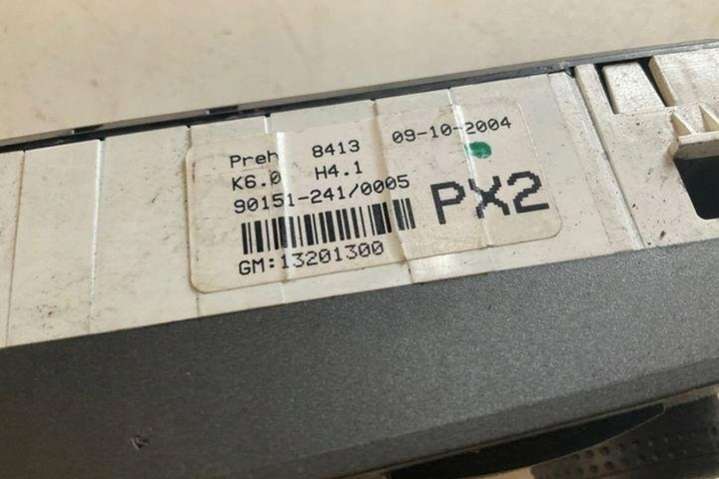 Preh 8413 09-10-2004
K6.0 H4.1
90151-241/0005
PX2
GM:13201300